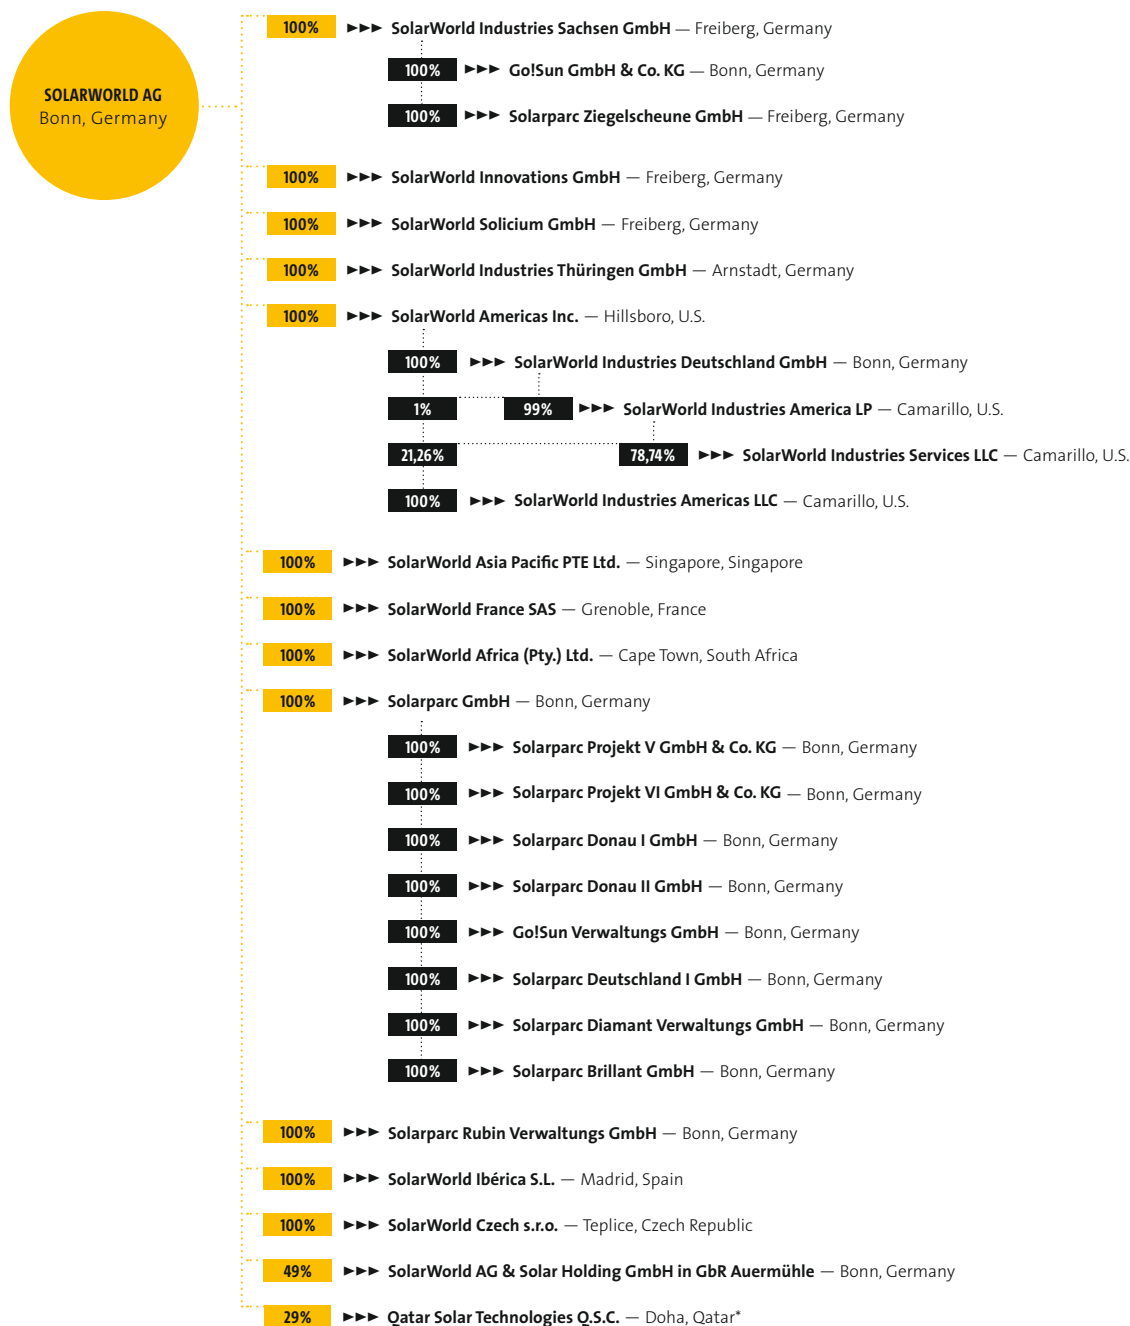 SOLARWORLD AG
Bonn, Germany
100% ►►► SolarWorld Industries Sachsen GmbH — Freiberg, Germany
100% ►►► Go!Sun GmbH & Co. KG — Bonn, Germany
100% ►►► Solarparc Ziegelscheune GmbH — Freiberg, Germany
100% ►►► SolarWorld Innovations GmbH — Freiberg, Germany
100% ►►► SolarWorld Solicium GmbH — Freiberg, Germany
100% ►►► SolarWorld Industries Thüringen GmbH — Arnstadt, Germany
100% ►►► SolarWorld Americas Inc. — Hillsboro, U.S.
100% ►►► SolarWorld Industries Deutschland GmbH — Bonn, Germany
1% 99% ►►► SolarWorld Industries America LP — Camarillo, U.S.
21,26% 78,74% ►►► SolarWorld Industries Services LLC — Camarillo, U.S.
100% ►►► SolarWorld Industries Americas LLC — Camarillo, U.S.
100% ►►► SolarWorld Asia Pacific PTE Ltd. — Singapore, Singapore
100% ►►► SolarWorld France SAS — Grenoble, France
100% ►►► SolarWorld Africa (Pty.) Ltd. — Cape Town, South Africa
100% ►►► Solarparc GmbH — Bonn, Germany
100% ►►► Solarparc Projekt V GmbH & Co. KG — Bonn, Germany
100% ►►► Solarparc Projekt VI GmbH & Co. KG — Bonn, Germany
100% ►►► Solarparc Donau I GmbH — Bonn, Germany
100% ►►► Solarparc Donau II GmbH — Bonn, Germany
100% ►►► Go!Sun Verwaltungs GmbH — Bonn, Germany
100% ►►► Solarparc Deutschland I GmbH — Bonn, Germany
100% ►►► Solarparc Diamant Verwaltungs GmbH — Bonn, Germany
100% ►►► Solarparc Brillant GmbH — Bonn, Germany
100% ►►► Solarparc Rubin Verwaltungs GmbH — Bonn, Germany
100% ►►► SolarWorld Ibérica S.L. — Madrid, Spain
100% ►►► SolarWorld Czech s.r.o. — Teplice, Czech Republic
49% ►►► SolarWorld AG & Solar Holding GmbH in GbR Auermühle — Bonn, Germany
29% ►►► Qatar Solar Technologies Q.S.C. — Doha, Qatar*